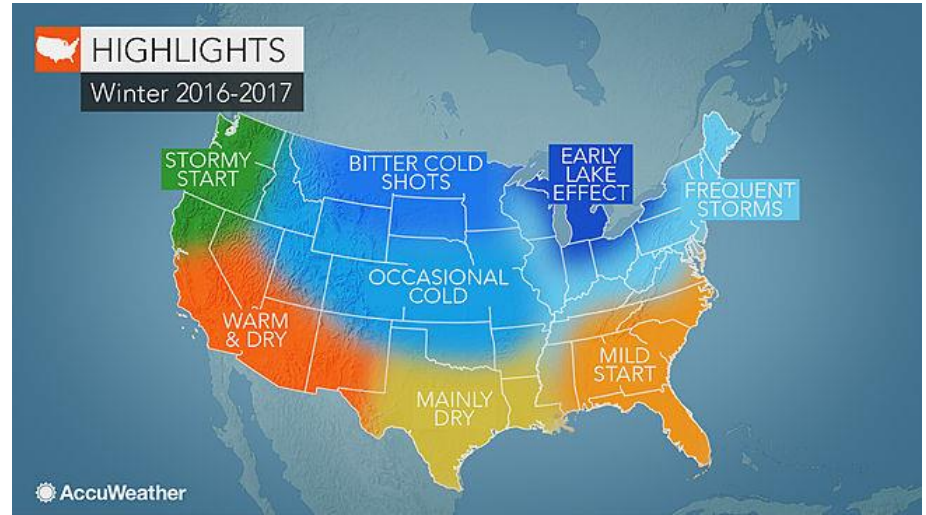 HIGHLIGHTS
Winter 2016-2017
STORMY
START
BITTER COLD
SHOTS
EARLY
LAKE
EFFECT
FREQUENT
STORMS
OCCASIONAL
COLD
WARM
& DRY
MILD
START
MAINLY
DRY
AccuWeather